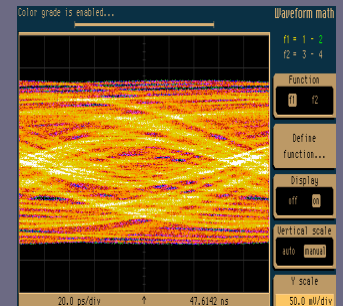 Color grade is enabled...
Waveform math
f1 = 1 - 2
f2 = 3 - 4
Function
f1 f2
Define
function...
Display
off on
Vertical scale
auto manual
Y scale
20.0 ps/div ↑ 47.6142 ns
50.0 mV/div